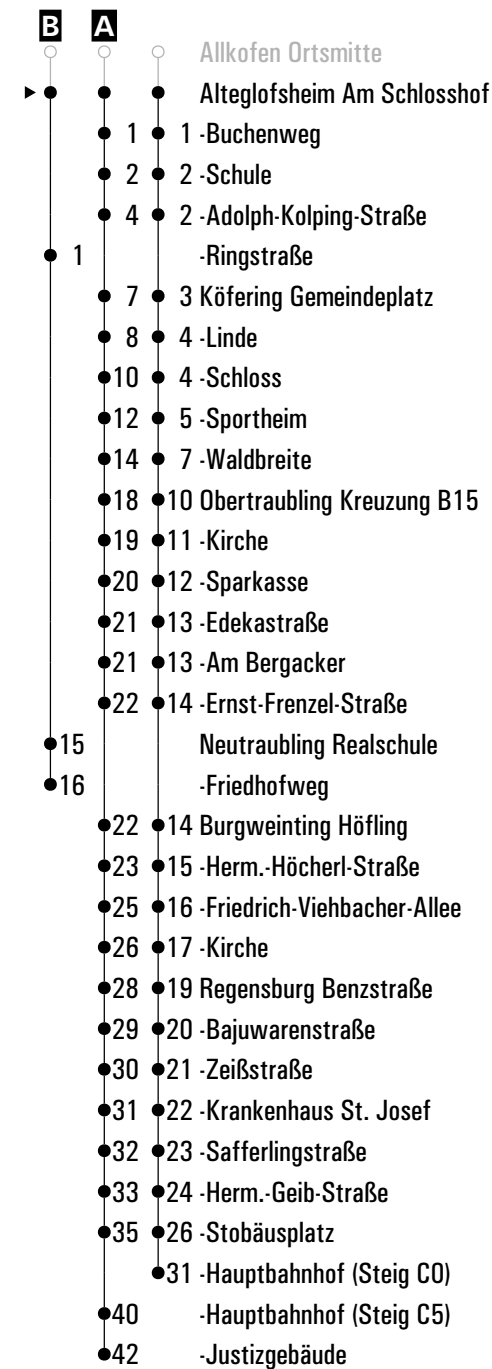 B A
Allkofen Ortsmitte
Alteglofsheim Am Schlosshof
1 1 -Buchenweg
2 2 -Schule
4 2 -Adolph-Kolping-Straße
1 -Ringstraße
7 3 Köfering Gemeindeplatz
8 4 -Linde
10 4 -Schloss
12 5 -Sportheim
14 7 -Waldbreite
18 10 Obertraubling Kreuzung B15
19 11 -Kirche
20 12 -Sparkasse
21 13 -Edekastraße
21 13 -Am Bergacker
22 14 -Ernst-Frenzel-Straße
15 Neutraubling Realschule
16 -Friedhofweg
22 14 Burgweinting Höfling
23 15 -Herm.-Höcherl-Straße
25 16 -Friedrich-Viehbacher-Allee
26 17 -Kirche
28 19 Regensburg Benzstraße
29 20 -Bajuwarenstraße
30 21 -Zeißstraße
31 22 -Krankenhaus St. Josef
32 23 -Safferlingstraße
33 24 -Herm.-Geib-Straße
35 26 -Stobäusplatz
31 -Hauptbahnhof (Steig C0)
40 -Hauptbahnhof (Steig C5)
42 -Justizgebäude